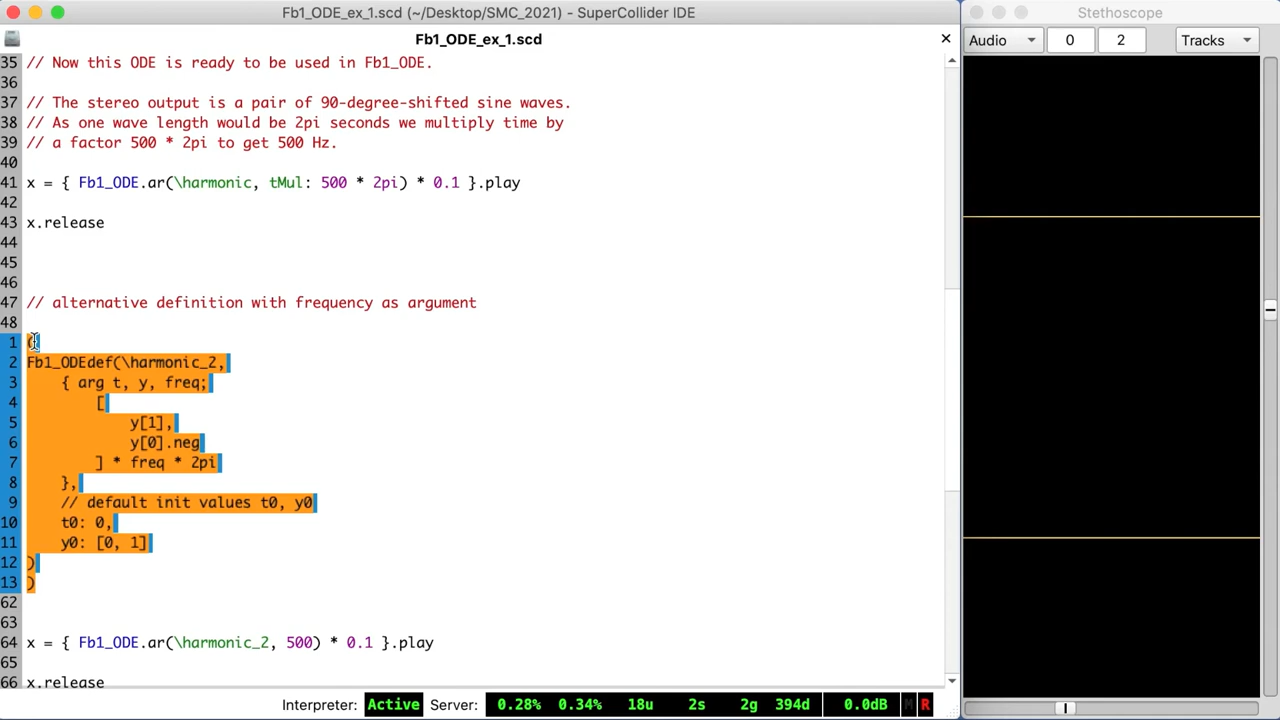 Fb1_ODE_ex_1.scd (~/Desktop/SMC_2021) - SuperCollider IDE
Stethoscope
Fb1_ODE_ex_1.scd
Audio 0 2 Tracks
35 // Now this ODE is ready to be used in Fb1_ODE.
36
37 // The stereo output is a pair of 90-degree-shifted sine waves.
38 // As one wave length would be 2pi seconds we multiply time by
39 // a factor 500 * 2pi to get 500 Hz.
40
41 x = { Fb1_ODE.ar(\harmonic, tMul: 500 * 2pi) * 0.1 }.play
42
43 x.release
44
45
46
47 // alternative definition with frequency as argument
48
1 (
2 Fb1_ODEdef(\harmonic_2,
3 { arg t, y, freq;
4 [
5 y[1],
6 y[0].neg
7 ] * freq * 2pi
8 },
9 // default init values t0, y0
10 t0: 0,
11 y0: [0, 1]
12 )
13 )
62
63
64 x = { Fb1_ODE.ar(\harmonic_2, 500) * 0.1 }.play
65
66 x.release
Interpreter: Active Server: 0.28% 0.34% 18u 2s 2g 394d 0.0dB M R